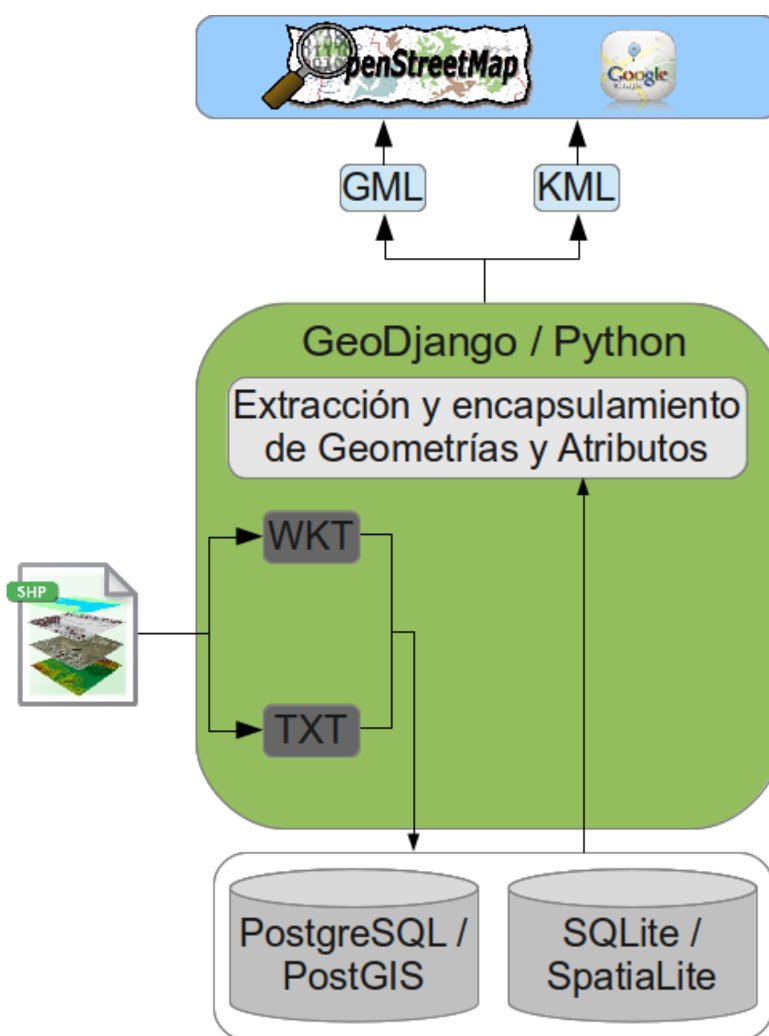 OpenStreetMap
Google
GML
KML
GeoDjango / Python
Extracción y encapsulamiento
de Geometrías y Atributos
WKT
SHP
TXT
PostgreSQL /
PostGIS
SQLite /
SpatiaLite